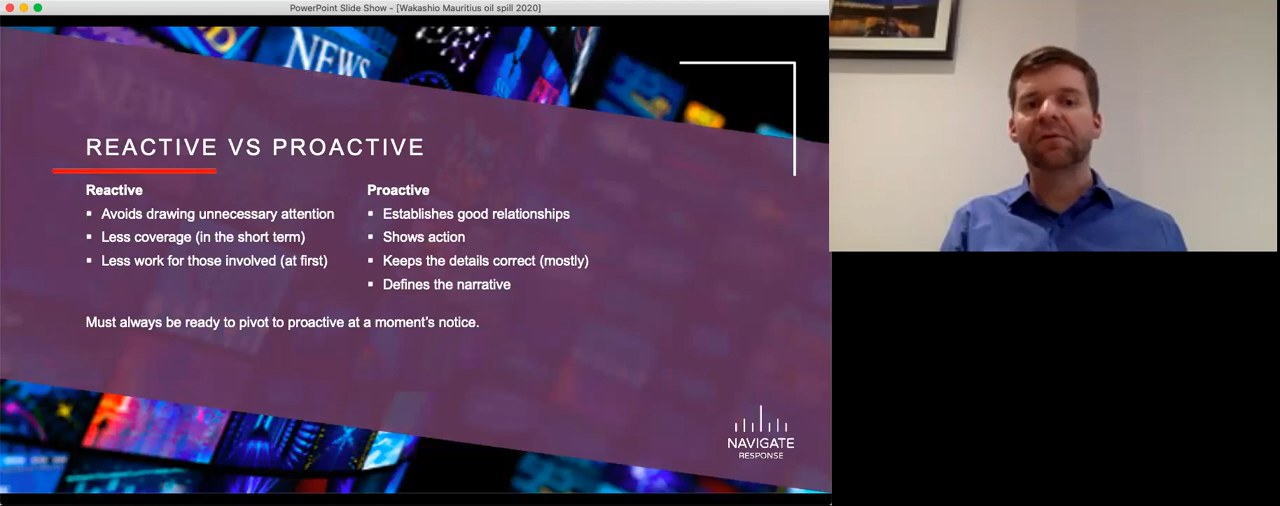 PowerPoint Slide Show - [Wakashio Mauritius oil spill 2020]
NEWS
REACTIVE VS PROACTIVE
Reactive
▪ Avoids drawing unnecessary attention
▪ Less coverage (in the short term)
▪ Less work for those involved (at first)
Proactive
▪ Establishes good relationships
▪ Shows action
▪ Keeps the details correct (mostly)
▪ Defines the narrative
Must always be ready to pivot to proactive at a moment's notice.
NAVIGATE
RESPONSE